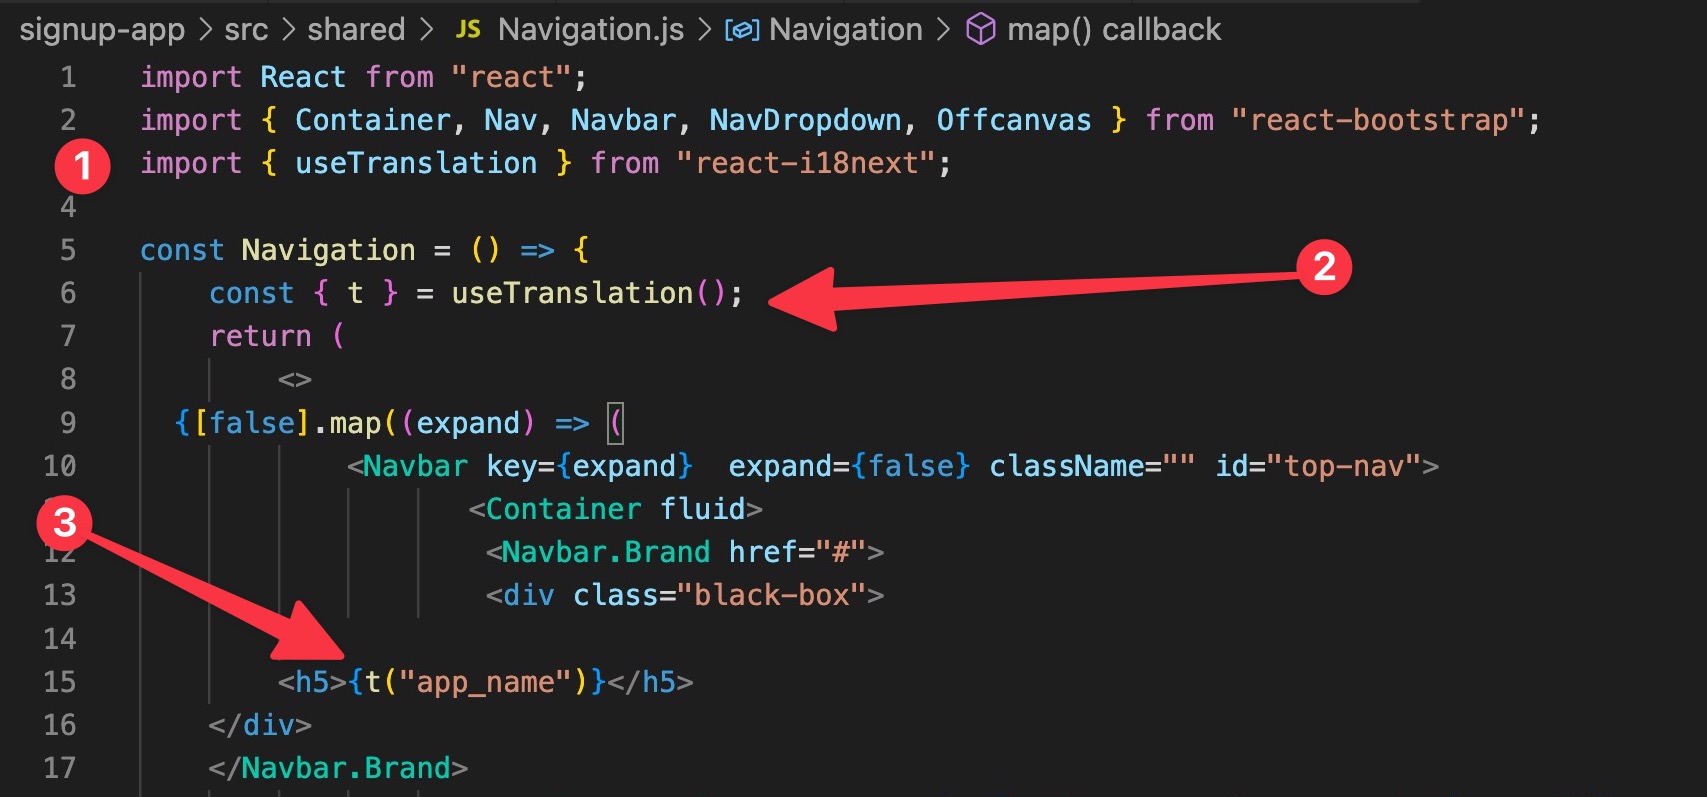 signup-app > src > shared > JS Navigation.js > Navigation > map() callback
1 import React from "react";
2 import { Container, Nav, Navbar, NavDropdown, Offcanvas } from "react-bootstrap";
1 import { useTranslation } from "react-i18next";
4
5 const Navigation = () => {
2
6 const { t } = useTranslation();
7 return (
8 <>
9 {[false].map((expand) => (
10 <Navbar key={expand} expand={false} className="" id="top-nav">
3 <Container fluid>
12 <Navbar.Brand href="#">
13 <div class="black-box">
14
15 <h5>{t("app_name")}</h5>
16 </div>
17 </Navbar.Brand>